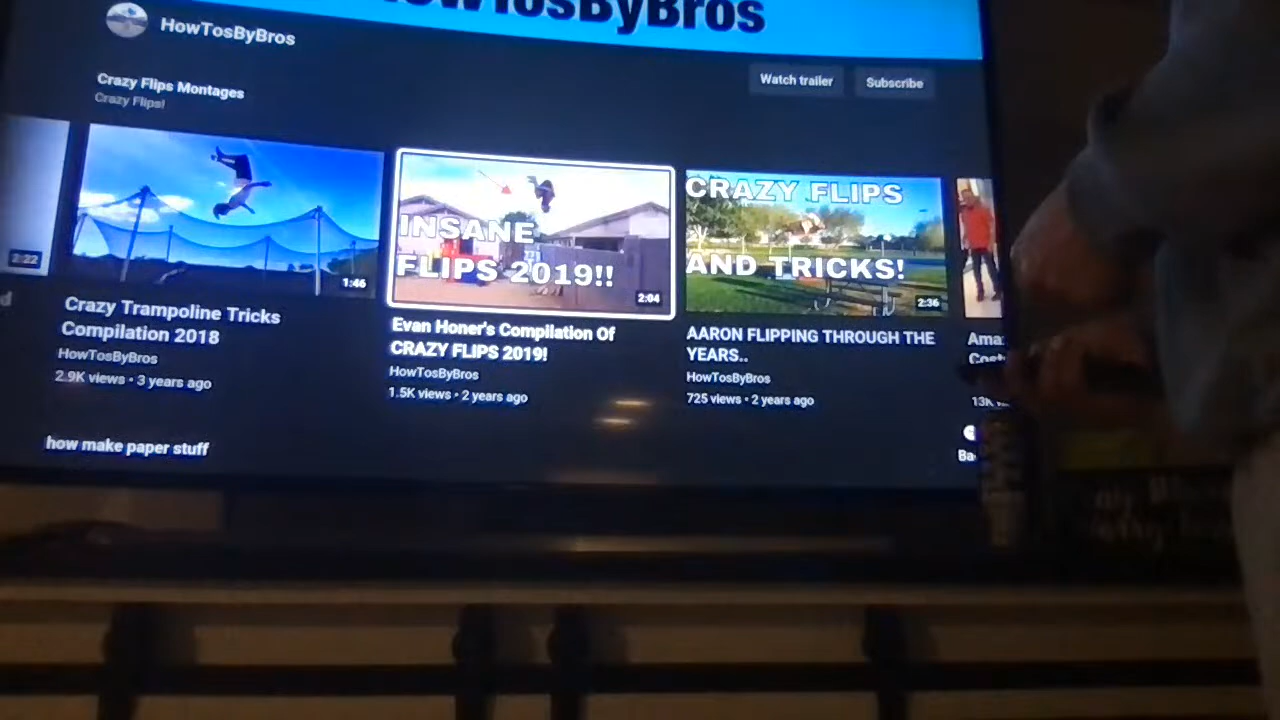 HowTosByBros
HowTosByBros
Watch trailer
Subscribe
Crazy Flips Montages
Crazy Flips!
2:22
1:46
INSANE
FLIPS 2019!!
2:04
CRAZY FLIPS
AND TRICKS!
2:36
d
Crazy Trampoline Tricks
Compilation 2018
HowTosByBros
2.9K views • 3 years ago
Evan Honer's Compilation Of
CRAZY FLIPS 2019!
HowTosByBros
1.5K views • 2 years ago
AARON FLIPPING THROUGH THE
YEARS..
HowTosByBros
725 views • 2 years ago
Ama
13K
how make paper stuff
Ba